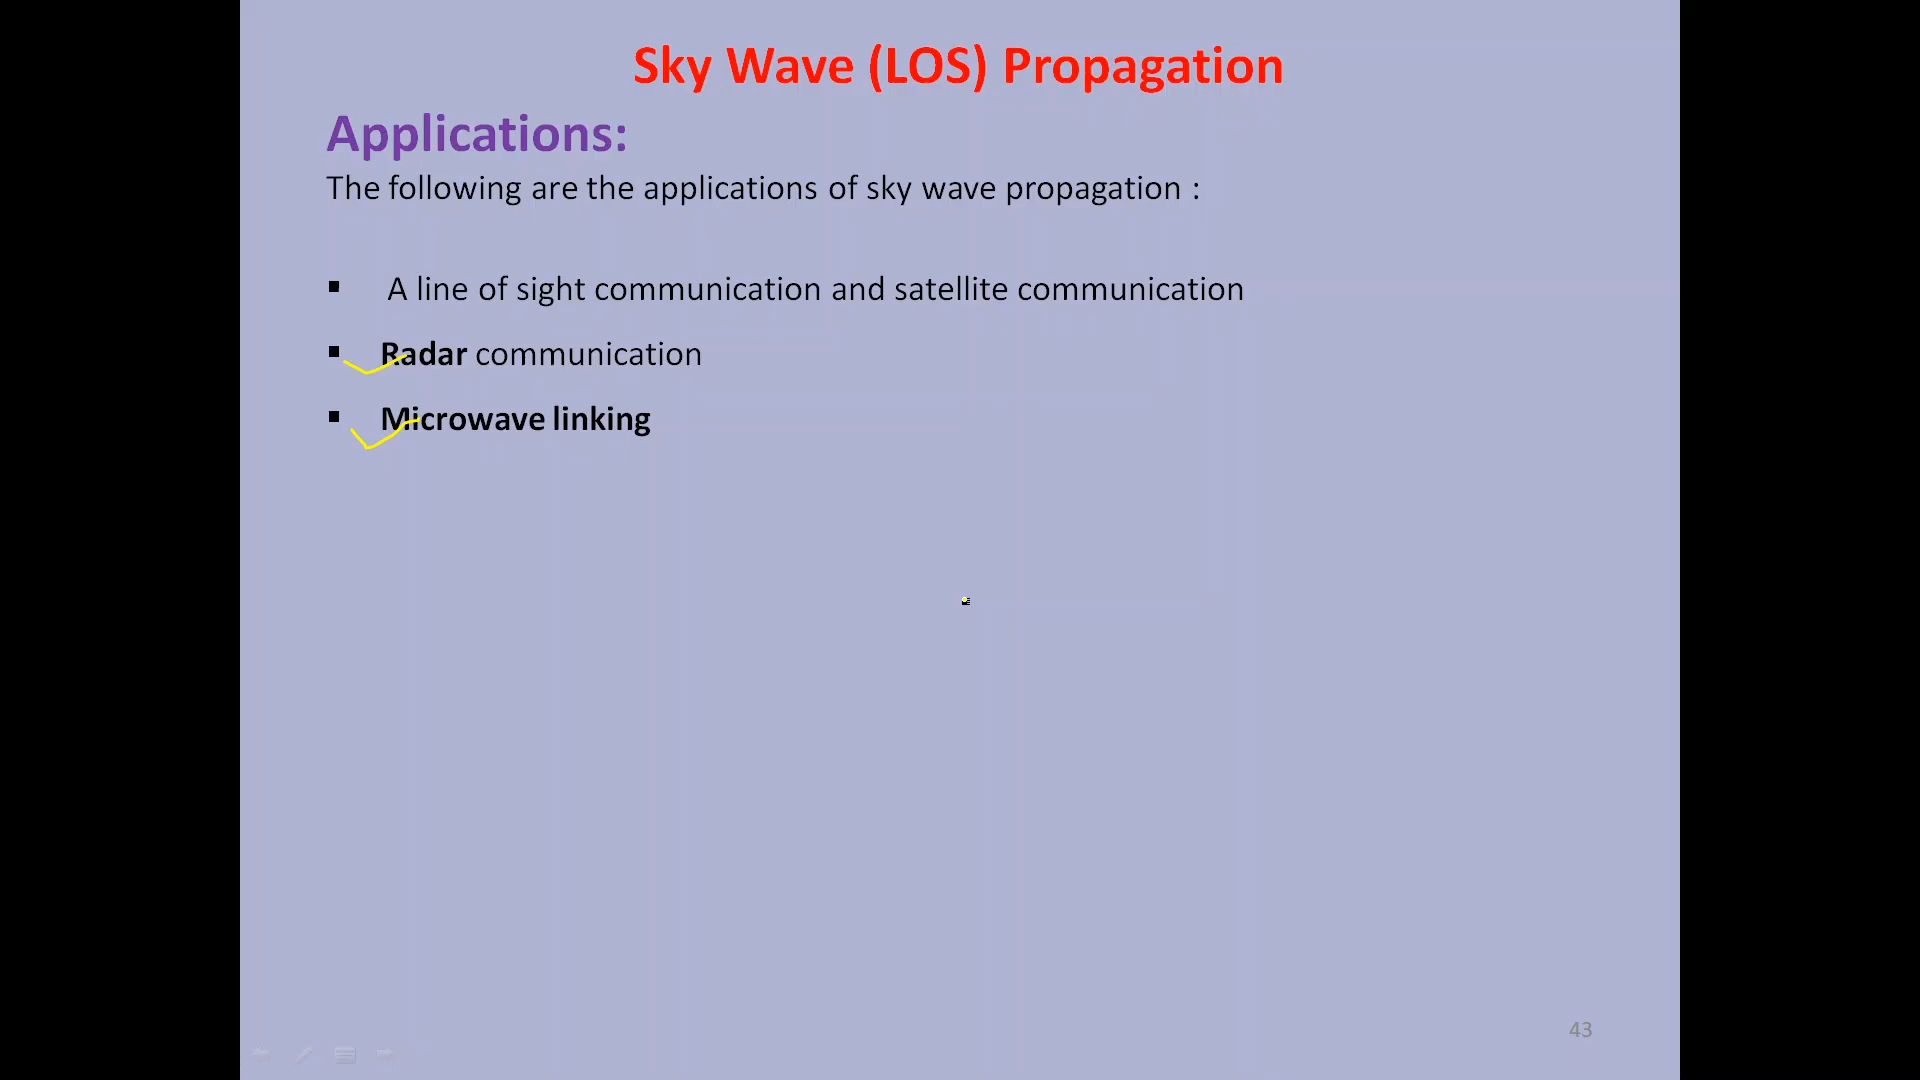 Sky Wave (LOS) Propagation
Applications:
The following are the applications of sky wave propagation :
▪ A line of sight communication and satellite communication
▪ Radar communication
▪ Microwave linking
43